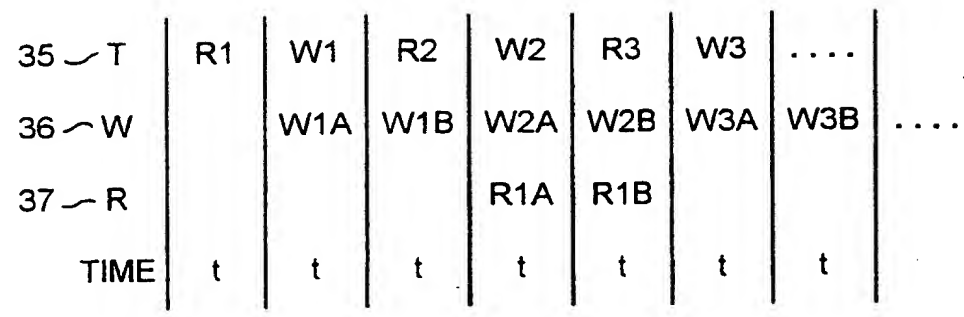 35 T R1 W1 R2 W2 R3 W3 ....
36 W W1A W1B W2A W2B W3A W3B ....
37 R R1A R1B
TIME t t t t t t t